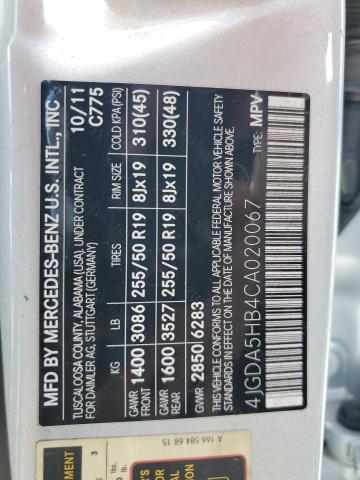 MFD BY MERCEDES-BENZ U.S. INTL., INC
10/11
TUSCALOOSA COUNTY, ALABAMA (USA), UNDER CONTRACT
C775
FOR DAIMLER AG, STUTTGART (GERMANY)
KG LB TIRES RIM SIZE COLD KPA(PSI)
GAWR FRONT 1400 3086 255/50 R19 8Jx19 310(45)
GAWR REAR 1600 3527 255/50 R19 8Jx19 330(48)
GVWR 2850 6283
THIS VEHICLE CONFORMS TO ALL APPLICABLE FEDERAL MOTOR VEHICLE SAFETY
STANDARDS IN EFFECT ON THE DATE OF MANUFACTURE SHOWN ABOVE.
4JGDA5HB4CA020067
TYPE: MPV
A 166 584 68 15
3
lb